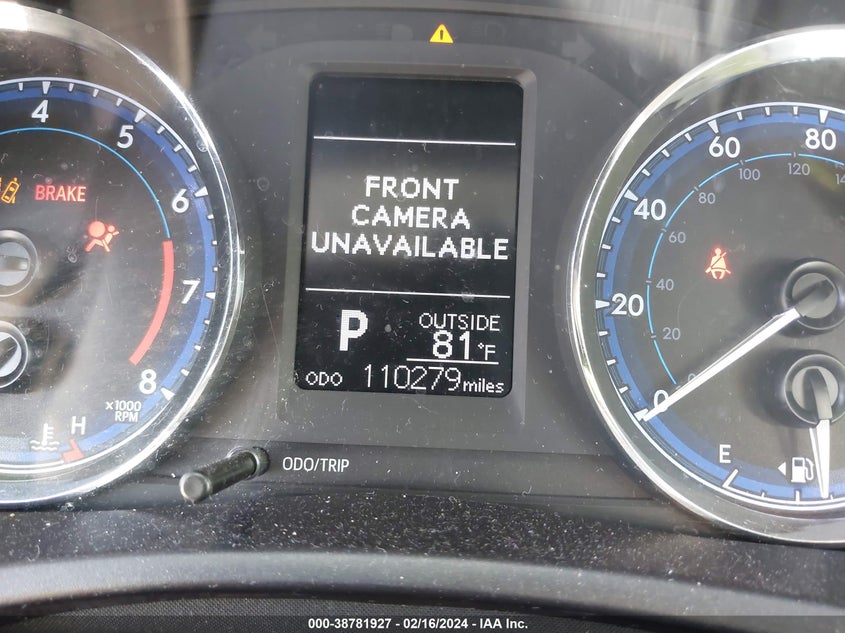 4
5
6
7
8
x1000
RPM
BRAKE
H
FRONT
CAMERA
UNAVAILABLE
P
OUTSIDE
81°F
ODO 110279 miles
ODO/TRIP
0
20
40
60
80
0
20
40
60
80
100
120
E
000-38781927 - 02/16/2024 - IAA Inc.